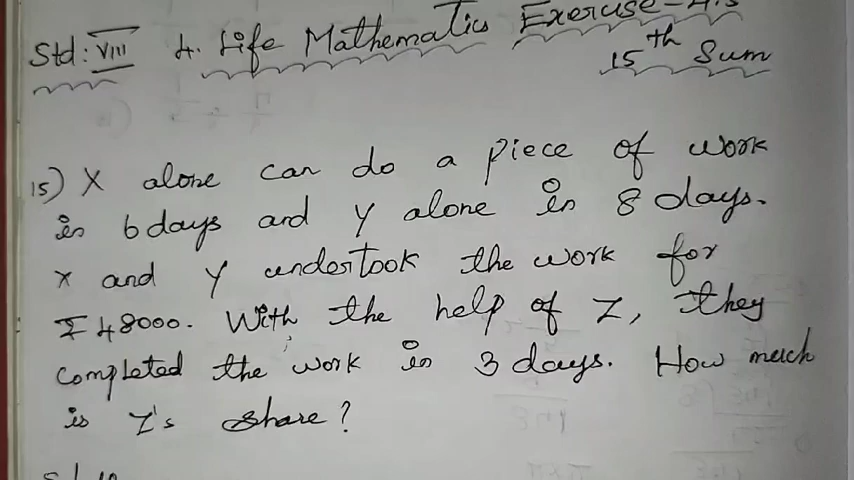 Std: VIII 4. Life Mathematics Exercise-4.3
15th Sum
15) X alone can do a piece of work
in 6 days and Y alone in 8 days.
X and Y undertook the work for
₹ 48000. With the help of Z, they
completed the work in 3 days. How much
is Z's share?